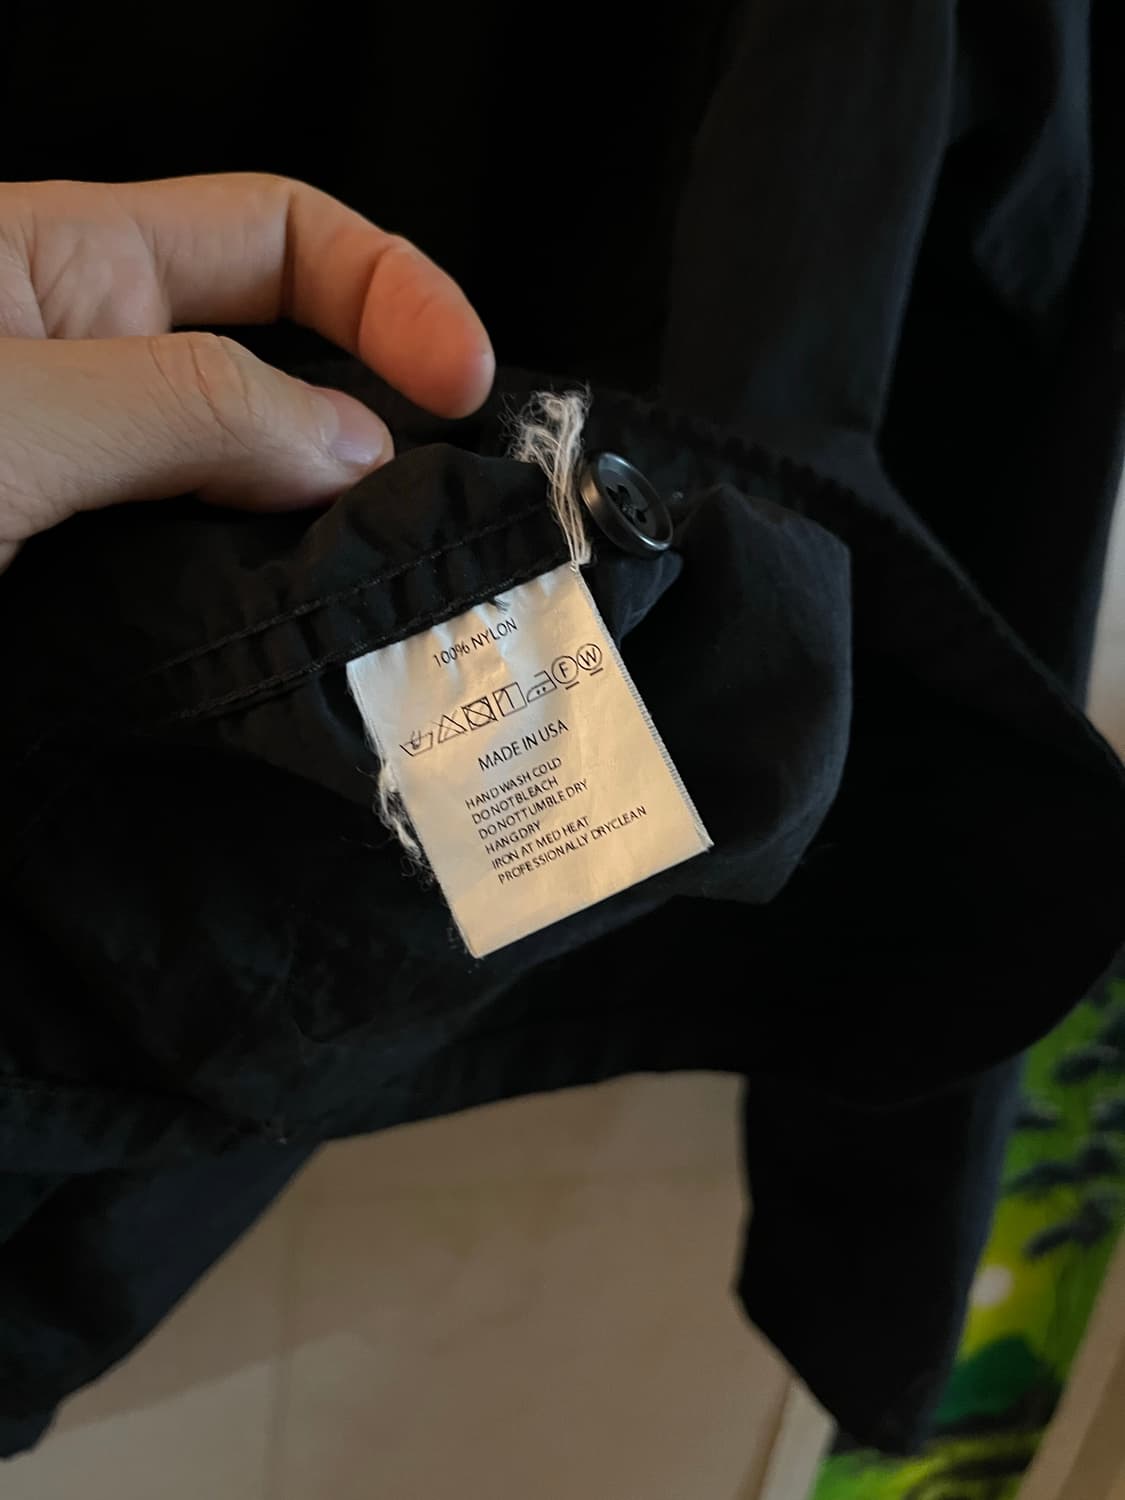 100% NYLON
F W
MADE IN USA
HAND WASH COLD
DO NOT BLEACH
DO NOT TUMBLE DRY
HANG DRY
IRON AT MED HEAT
PROFESSIONALLY DRYCLEAN